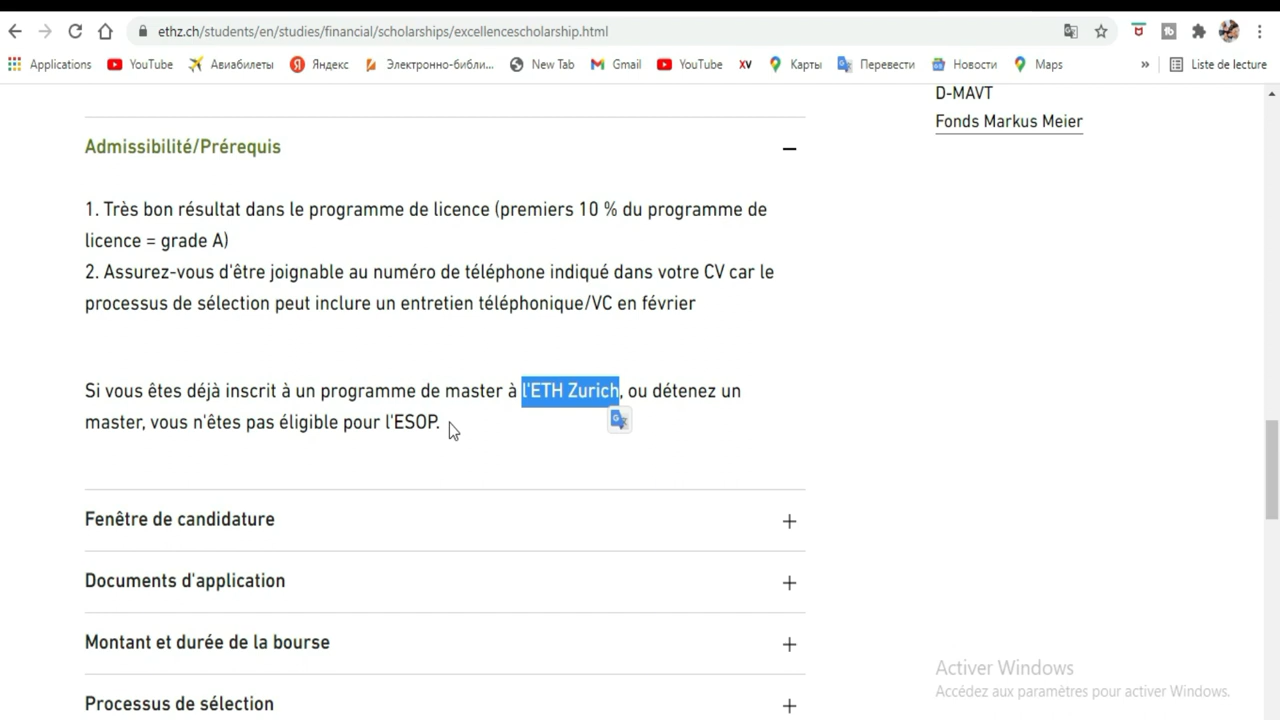 ethz.ch/students/en/studies/financial/scholarships/excellencescholarship.html
Applications YouTube Авиабилеты Яндекс Электронно-библи... New Tab Gmail YouTube XV Карты Перевести Новости Maps » Liste de lecture
D-MAVT
Fonds Markus Meier
Admissibilité/Prérequis
1. Très bon résultat dans le programme de licence (premiers 10 % du programme de
licence = grade A)
2. Assurez-vous d'être joignable au numéro de téléphone indiqué dans votre CV car le
processus de sélection peut inclure un entretien téléphonique/VC en février
Si vous êtes déjà inscrit à un programme de master à l'ETH Zurich, ou détenez un
master, vous n'êtes pas éligible pour l'ESOP.
Fenêtre de candidature
Documents d'application
Montant et durée de la bourse
Processus de sélection
Activer Windows
Accédez aux paramètres pour activer Windows.